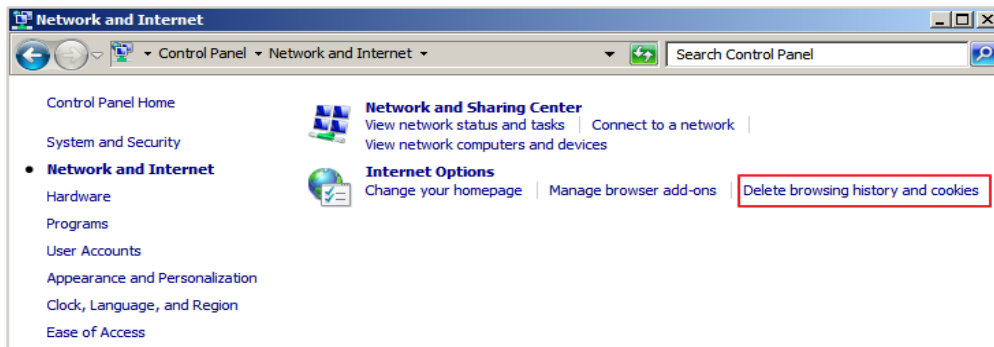 Network and Internet
Control Panel Network and Internet
Search Control Panel
Control Panel Home
System and Security
Network and Internet
Hardware
Programs
User Accounts
Appearance and Personalization
Clock, Language, and Region
Ease of Access
Network and Sharing Center
View network status and tasks Connect to a network
View network computers and devices
Internet Options
Change your homepage Manage browser add-ons Delete browsing history and cookies